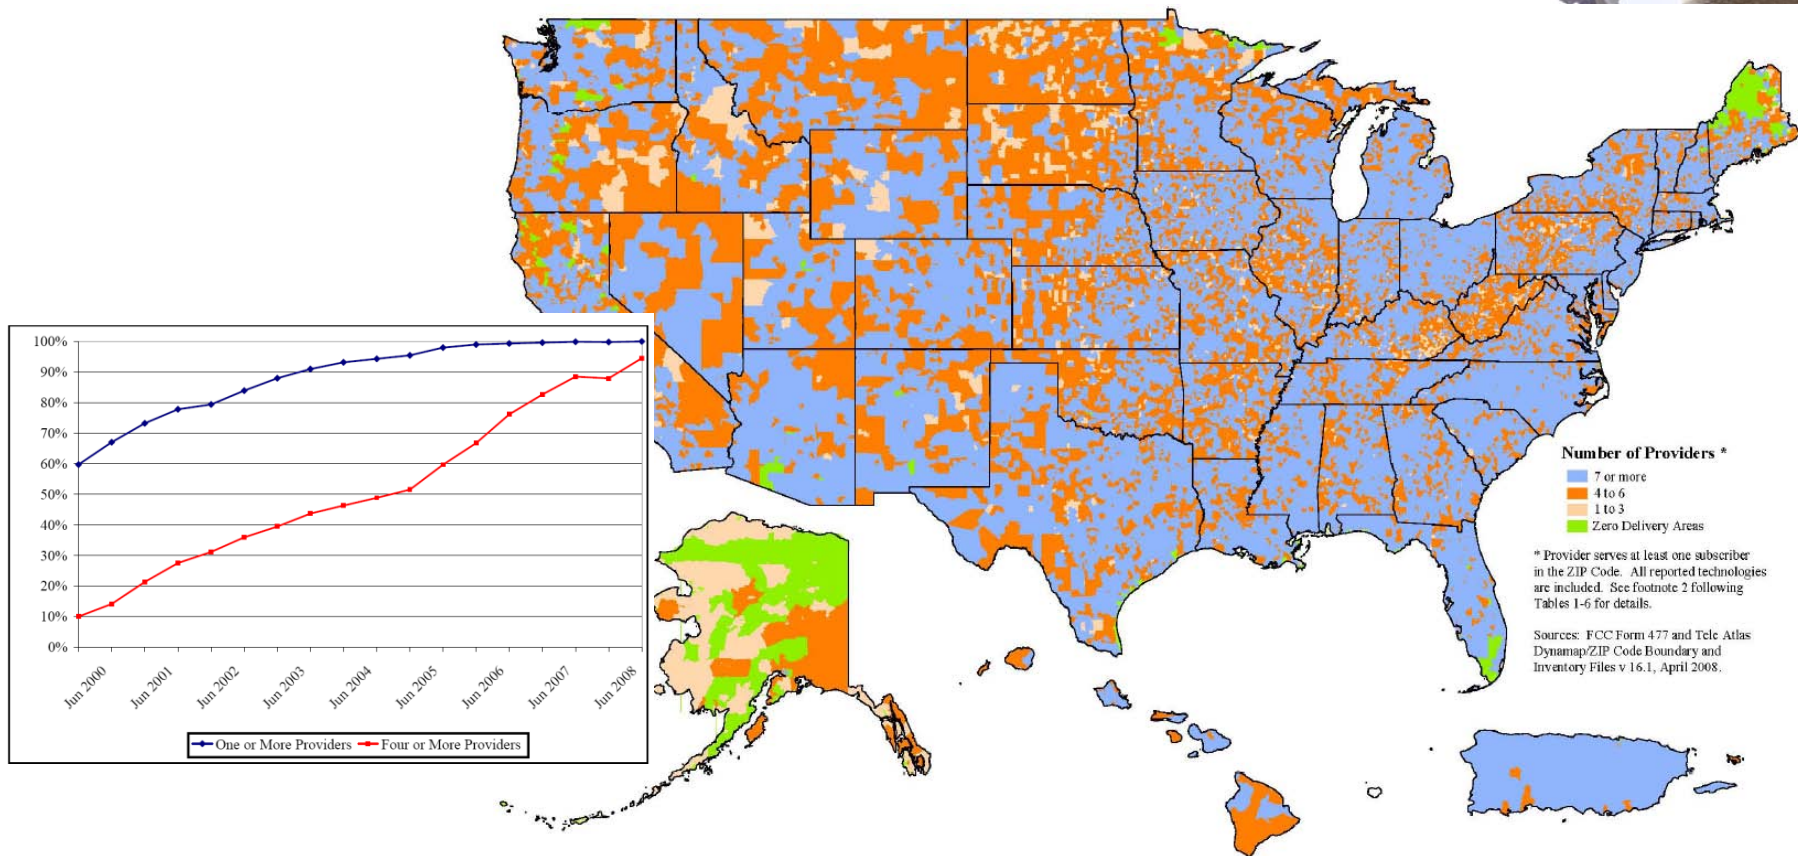 100%
90%
80%
70%
60%
50%
40%
30%
20%
10%
0%
Jun 2000
Jun 2001
Jun 2002
Jun 2003
Jun 2004
Jun 2005
Jun 2006
Jun 2007
Jun 2008
One or More Providers
Four or More Providers
Number of Providers *
7 or more
4 to 6
1 to 3
Zero Delivery Areas
* Provider serves at least one subscriber
in the ZIP Code. All reported technologies
are included. See footnote 2 following
Tables 1-6 for details.
Sources: FCC Form 477 and Tele Atlas
Dynamap/ZIP Code Boundary and
Inventory Files v 16.1, April 2008.